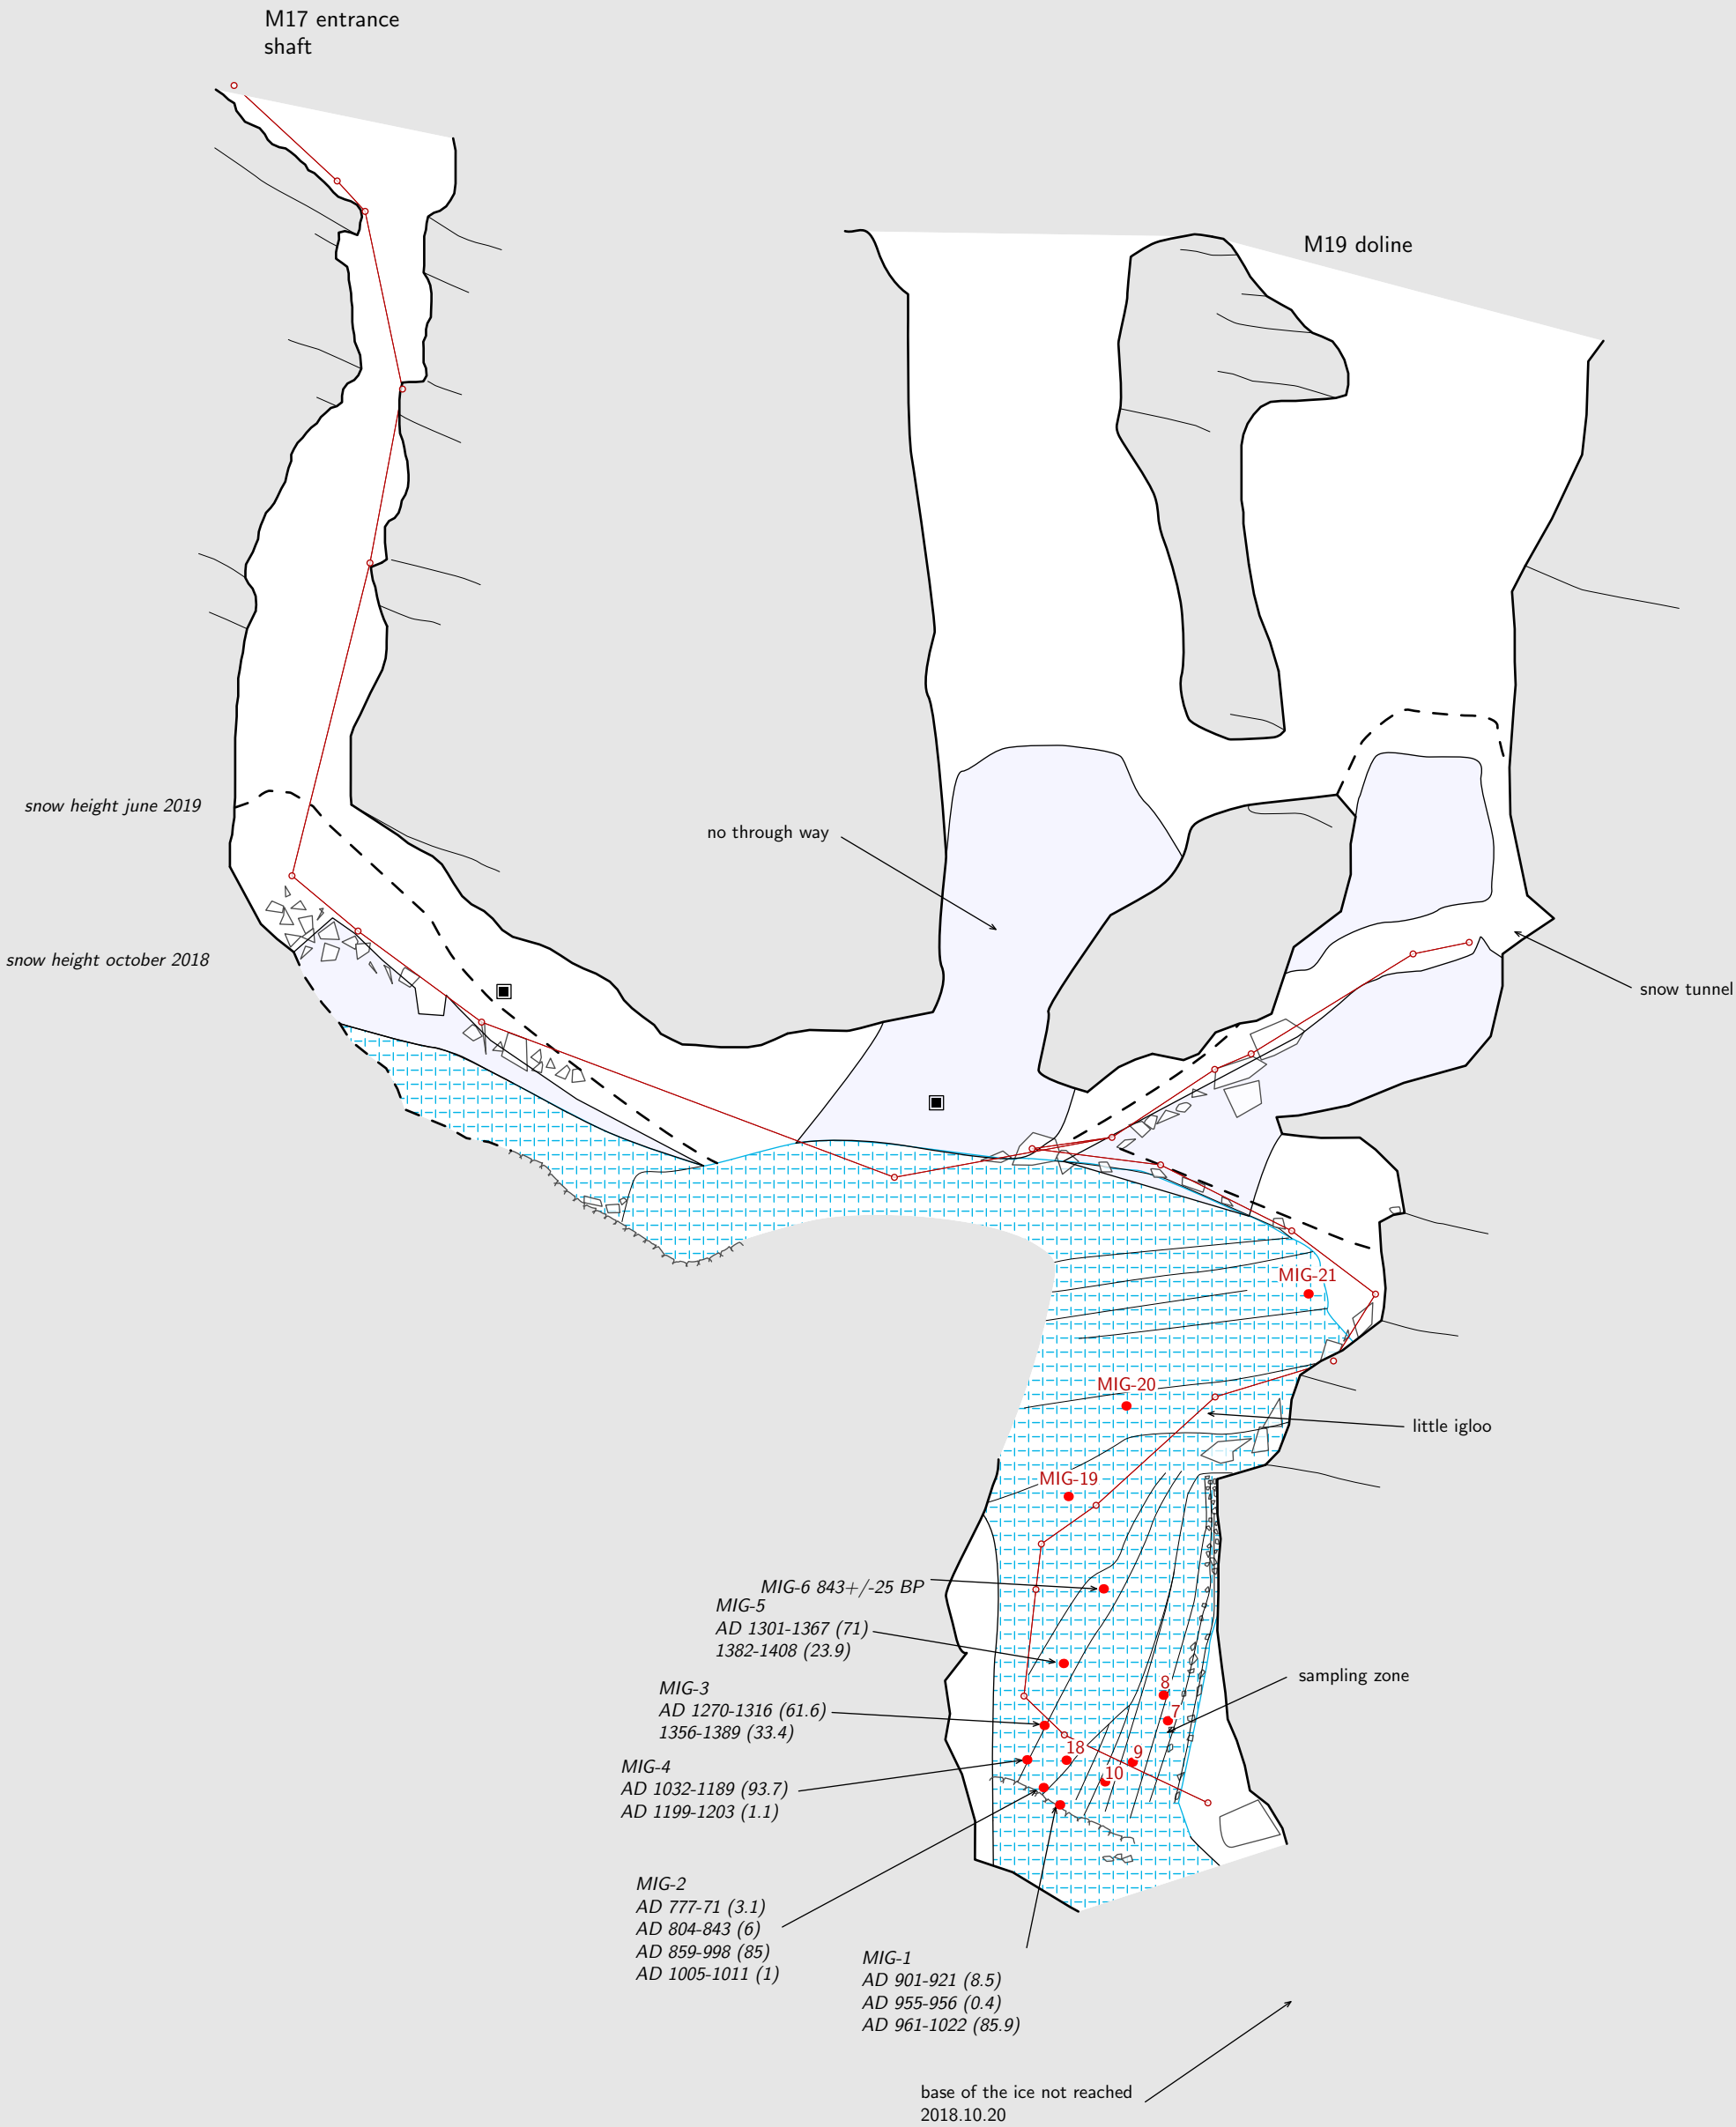 M17 entrance
shaft
M19 doline
snow height june 2019
no through way
snow height october 2018
snow tunnel
MIG-21
MIG-20
little igloo
MIG-19
MIG-6 843+/-25 BP
MIG-5
AD 1301-1367 (71)
1382-1408 (23.9)
sampling zone
8
7
MIG-3
AD 1270-1316 (61.6)
1356-1389 (33.4)
18
9
10
MIG-4
AD 1032-1189 (93.7)
AD 1199-1203 (1.1)
MIG-2
AD 777-71 (3.1)
AD 804-843 (6)
AD 859-998 (85)
AD 1005-1011 (1)
MIG-1
AD 901-921 (8.5)
AD 955-956 (0.4)
AD 961-1022 (85.9)
base of the ice not reached
2018.10.20